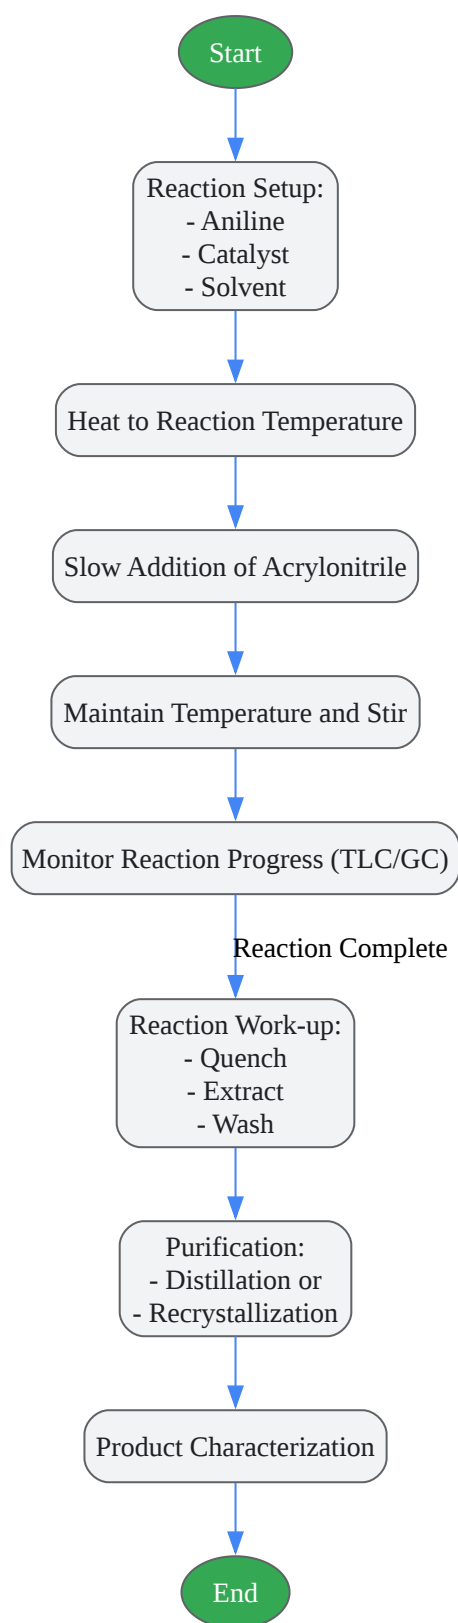 Start
Reaction Setup:
- Aniline
- Catalyst
- Solvent
Heat to Reaction Temperature
Slow Addition of Acrylonitrile
Maintain Temperature and Stir
Monitor Reaction Progress (TLC/GC)
Reaction Complete
Reaction Work-up:
- Quench
- Extract
- Wash
Purification:
- Distillation or
- Recrystallization
Product Characterization
End